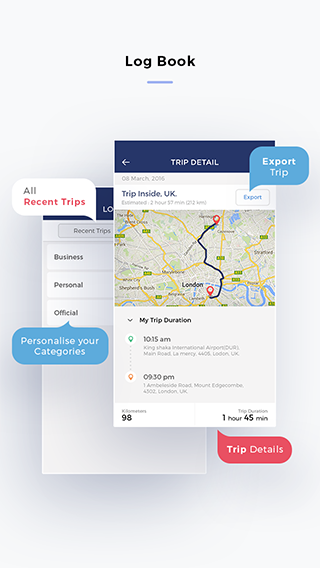 Log Book
TRIP DETAIL
08 March, 2016
Export
Trip
Trip Inside, UK.
Estimated : 2 hour 57 min (212 km)
Export
All
Recent Trips
LO
Recent Trips
Business
Personal
Official
Personalise your
Categories
London
Shepherd's Bush
My Trip Duration
10:15 am
King shaka International Airport(DUR),
Main Road, La mercy, 4405, Lodon, UK.
09:30 pm
1 Ambeleside Road, Mount Edgecombe,
4302, London, UK.
Kilometers
98
Trip Duration
1 hour 45 min
Trip Details